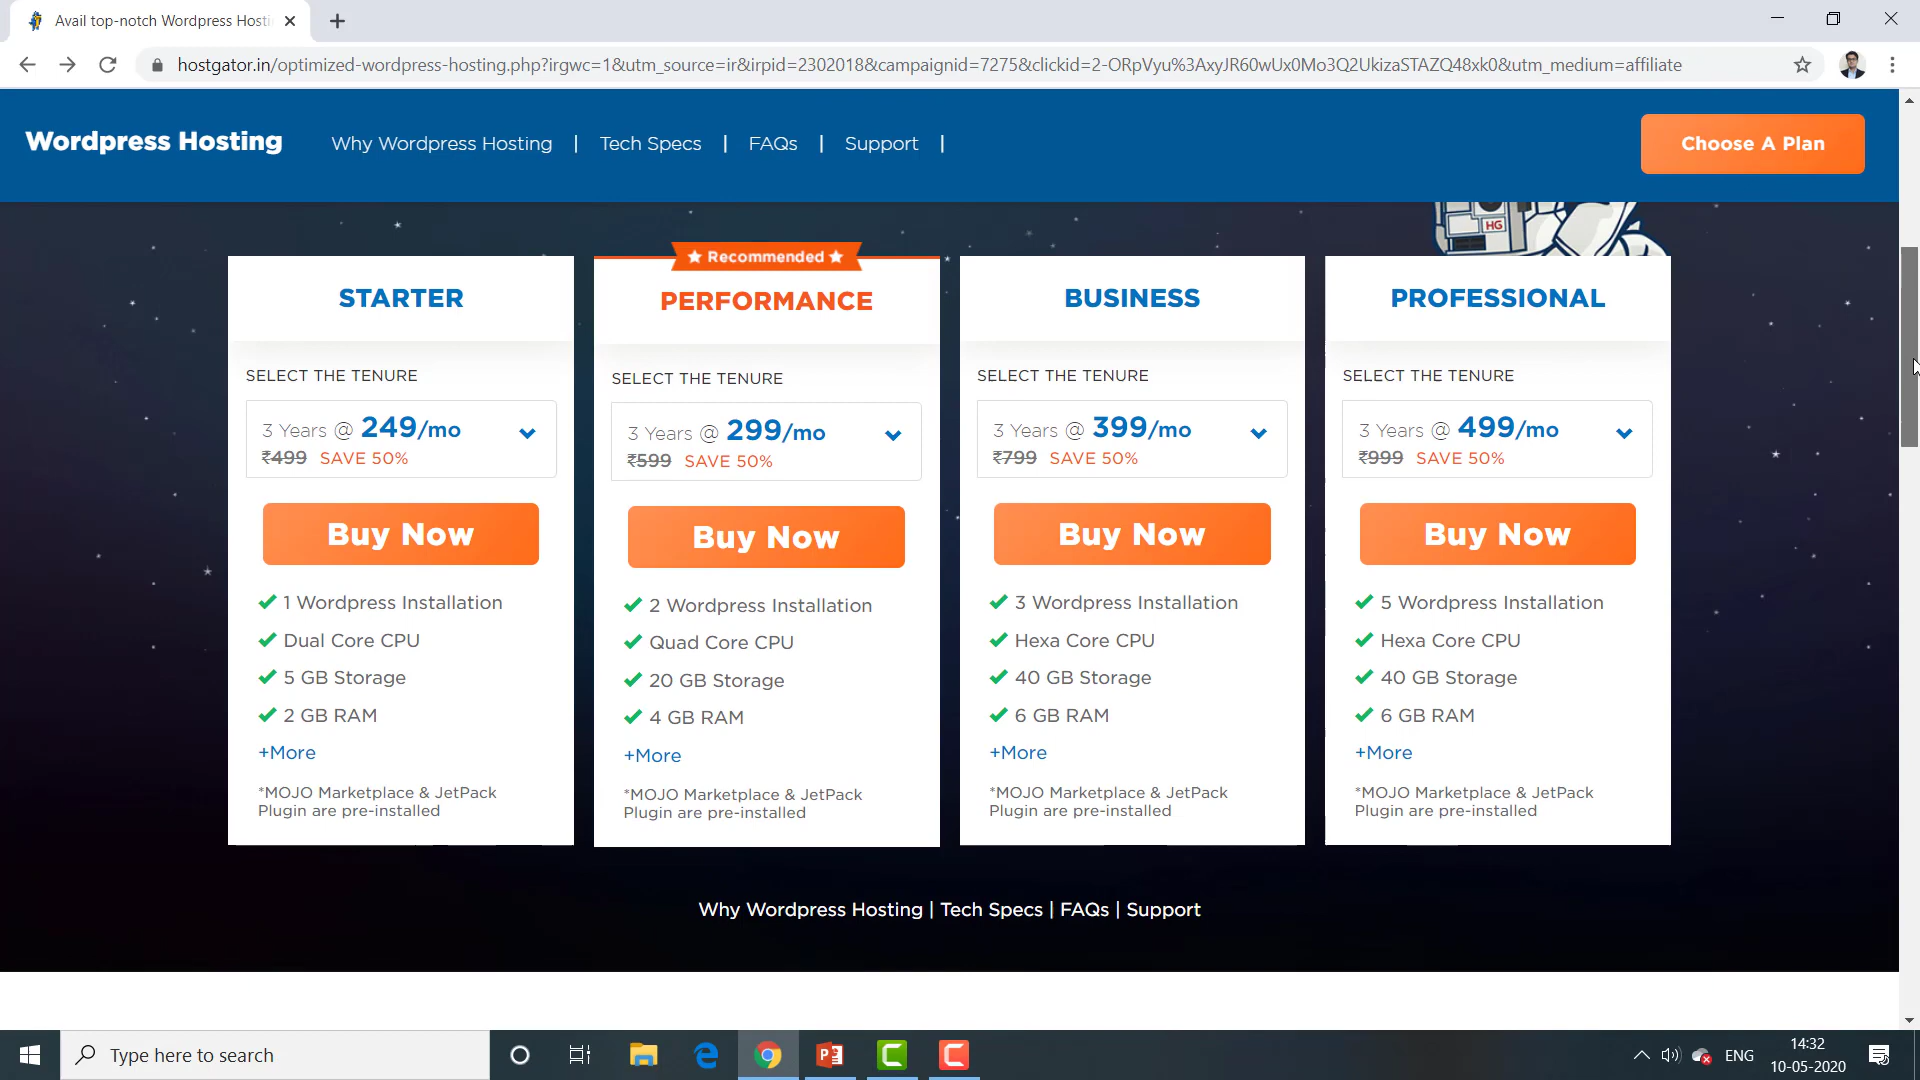 Avail top-notch Wordpress Hosti
hostgator.in/optimized-wordpress-hosting.php?irgwc=1&utm_source=ir&irpid=2302018&campaignid=7275&clickid=2-ORpVyu%3AxyJR60wUx0Mo3Q2UkizaSTAZQ48xk0&utm_medium=affiliate
Wordpress Hosting Why Wordpress Hosting | Tech Specs | FAQs | Support | Choose A Plan
HG
STARTER
SELECT THE TENURE
3 Years @ 249/mo
₹499 SAVE 50%
Buy Now
1 Wordpress Installation
Dual Core CPU
5 GB Storage
2 GB RAM
+More
*MOJO Marketplace & JetPack
Plugin are pre-installed
Recommended
PERFORMANCE
SELECT THE TENURE
3 Years @ 299/mo
₹599 SAVE 50%
Buy Now
2 Wordpress Installation
Quad Core CPU
20 GB Storage
4 GB RAM
+More
*MOJO Marketplace & JetPack
Plugin are pre-installed
BUSINESS
SELECT THE TENURE
3 Years @ 399/mo
₹799 SAVE 50%
Buy Now
3 Wordpress Installation
Hexa Core CPU
40 GB Storage
6 GB RAM
+More
*MOJO Marketplace & JetPack
Plugin are pre-installed
PROFESSIONAL
SELECT THE TENURE
3 Years @ 499/mo
₹999 SAVE 50%
Buy Now
5 Wordpress Installation
Hexa Core CPU
40 GB Storage
6 GB RAM
+More
*MOJO Marketplace & JetPack
Plugin are pre-installed
Why Wordpress Hosting | Tech Specs | FAQs | Support
Type here to search
ENG
14:32
10-05-2020